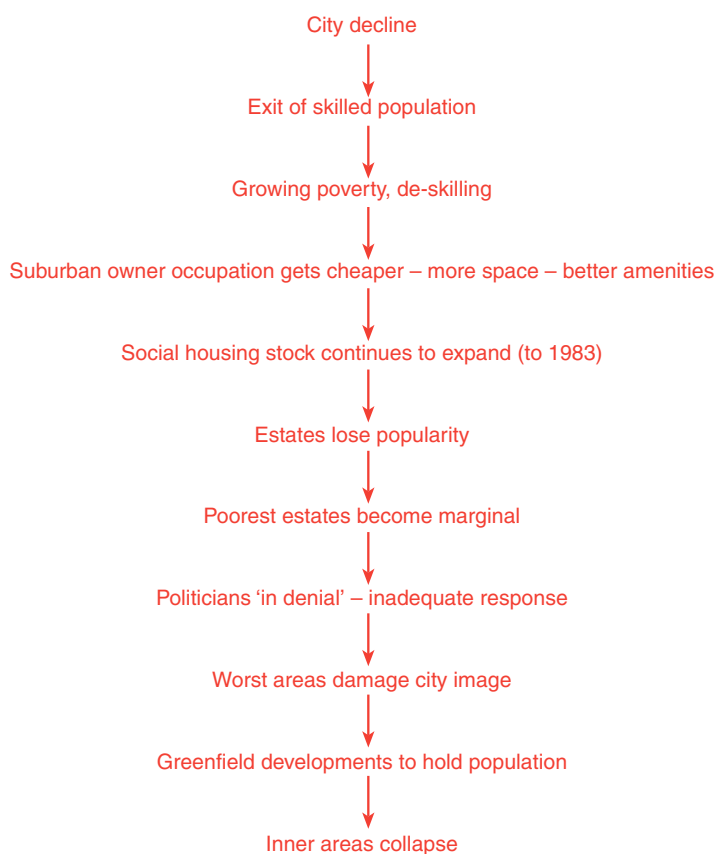 City decline
Exit of skilled population
Growing poverty, de-skilling
Suburban owner occupation gets cheaper – more space – better amenities
Social housing stock continues to expand (to 1983)
Estates lose popularity
Poorest estates become marginal
Politicians ‘in denial’ – inadequate response
Worst areas damage city image
Greenfield developments to hold population
Inner areas collapse